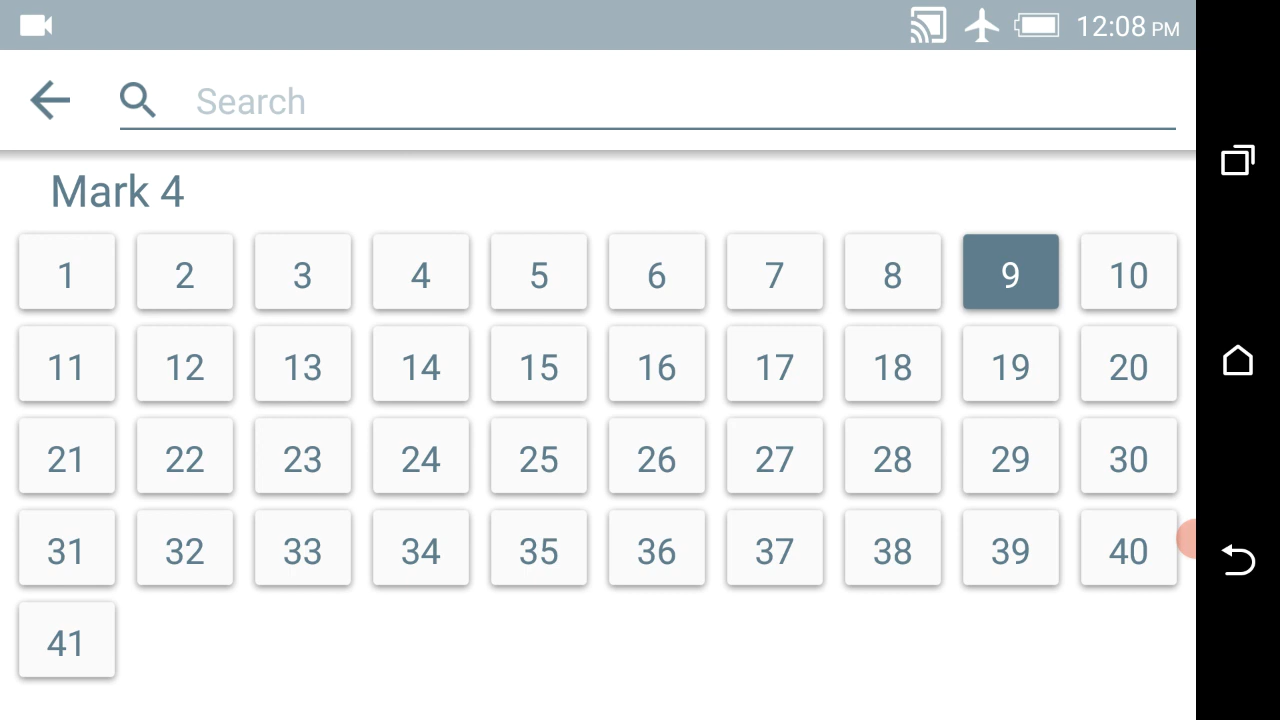 12:08 PM
Search
Mark 4
1 2 3 4 5 6 7 8 9 10
11 12 13 14 15 16 17 18 19 20
21 22 23 24 25 26 27 28 29 30
31 32 33 34 35 36 37 38 39 40
41